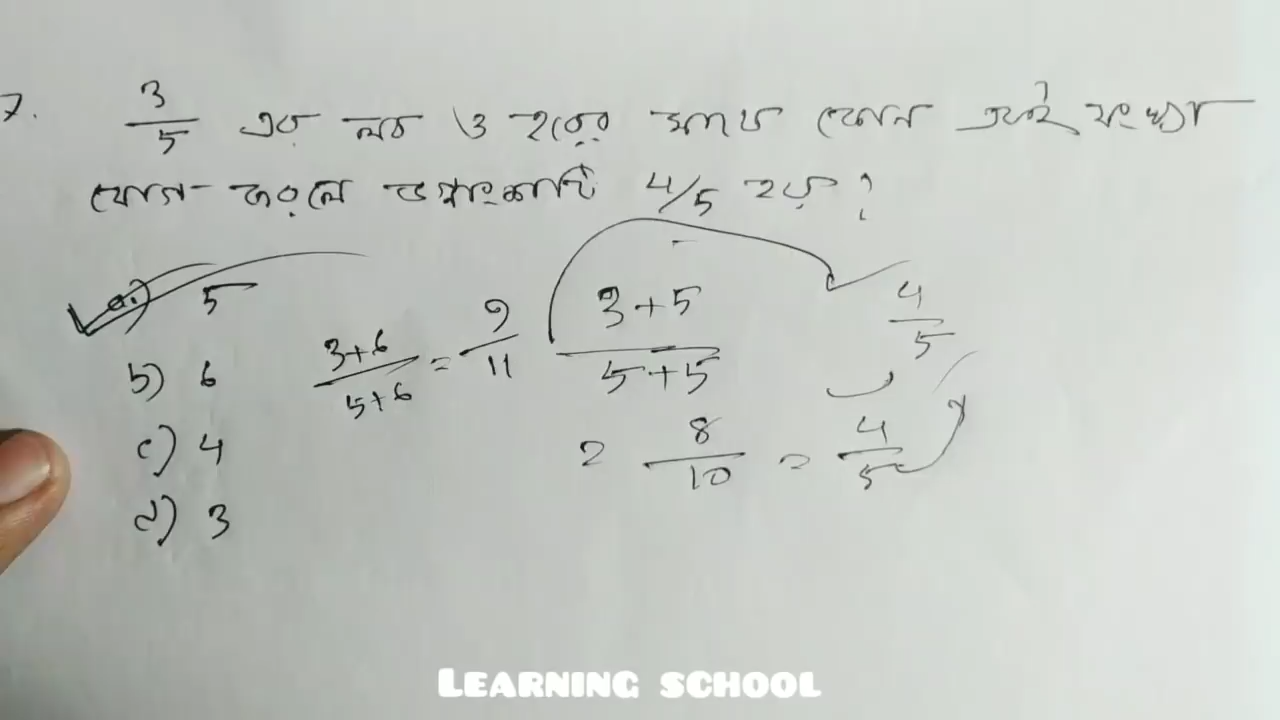 7. 3/5 এর লব ও হরের সাথে কোন একই সংখ্যা
যোগ করলে ভগ্নাংশটি 4/5 হয় ?
a) 5
b) 6
c) 4
d) 3
3+6/5+6 = 9/11
3+5/5+5
= 8/10 = 4/5
4/5
LEARNING SCHOOL